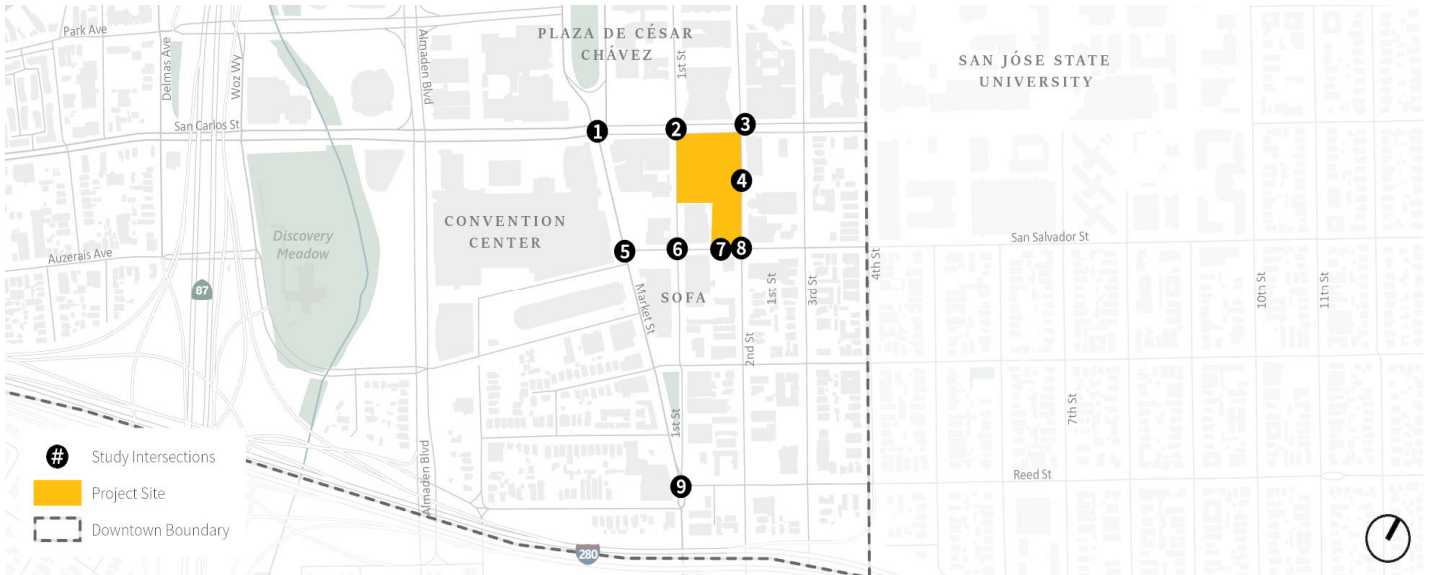 Park Ave
Delmas Ave
Woz Wy
Almaden Blvd
PLAZA DE CÉSAR
CHÁVEZ
1st St
SAN JÓSE STATE
UNIVERSITY
San Carlos St
1
2
3
4
CONVENTION
CENTER
Discovery
Meadow
Auzerais Ave
87
5
6
7
8
San Salvador St
4th St
SOFA
Market St
1st St
3rd St
10th St
11th St
2nd St
1st St
7th St
Almaden Blvd
9
Reed St
280
# Study Intersections
Project Site
Downtown Boundary